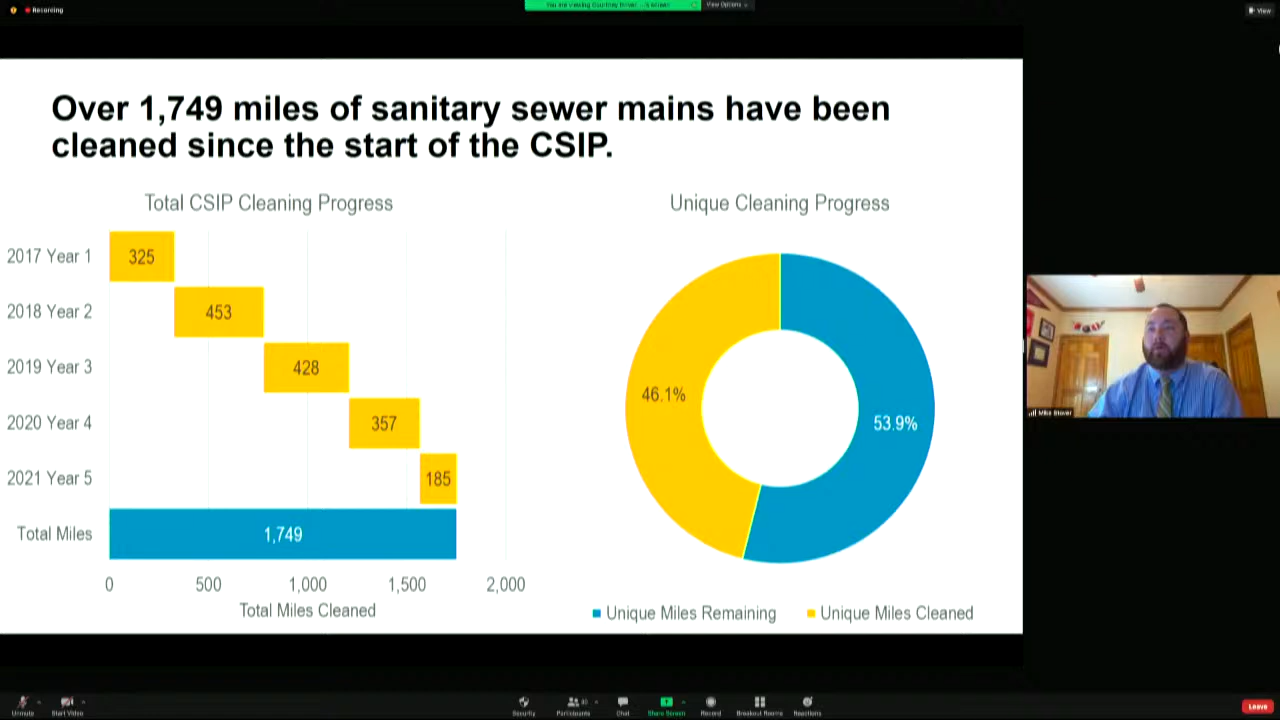 Recording
View Options
View
Over 1,749 miles of sanitary sewer mains have been
cleaned since the start of the CSIP.
Total CSIP Cleaning Progress
2017 Year 1
325
2018 Year 2
453
2019 Year 3
428
2020 Year 4
357
2021 Year 5
185
Total Miles
1,749
0
500
1,000
1,500
2,000
Total Miles Cleaned
Unique Cleaning Progress
46.1%
53.9%
Unique Miles Remaining
Unique Miles Cleaned
Mike Stover
Unmute
Start Video
Security
Participants
Chat
Share Screen
Record
Breakout Rooms
Reactions
Leave